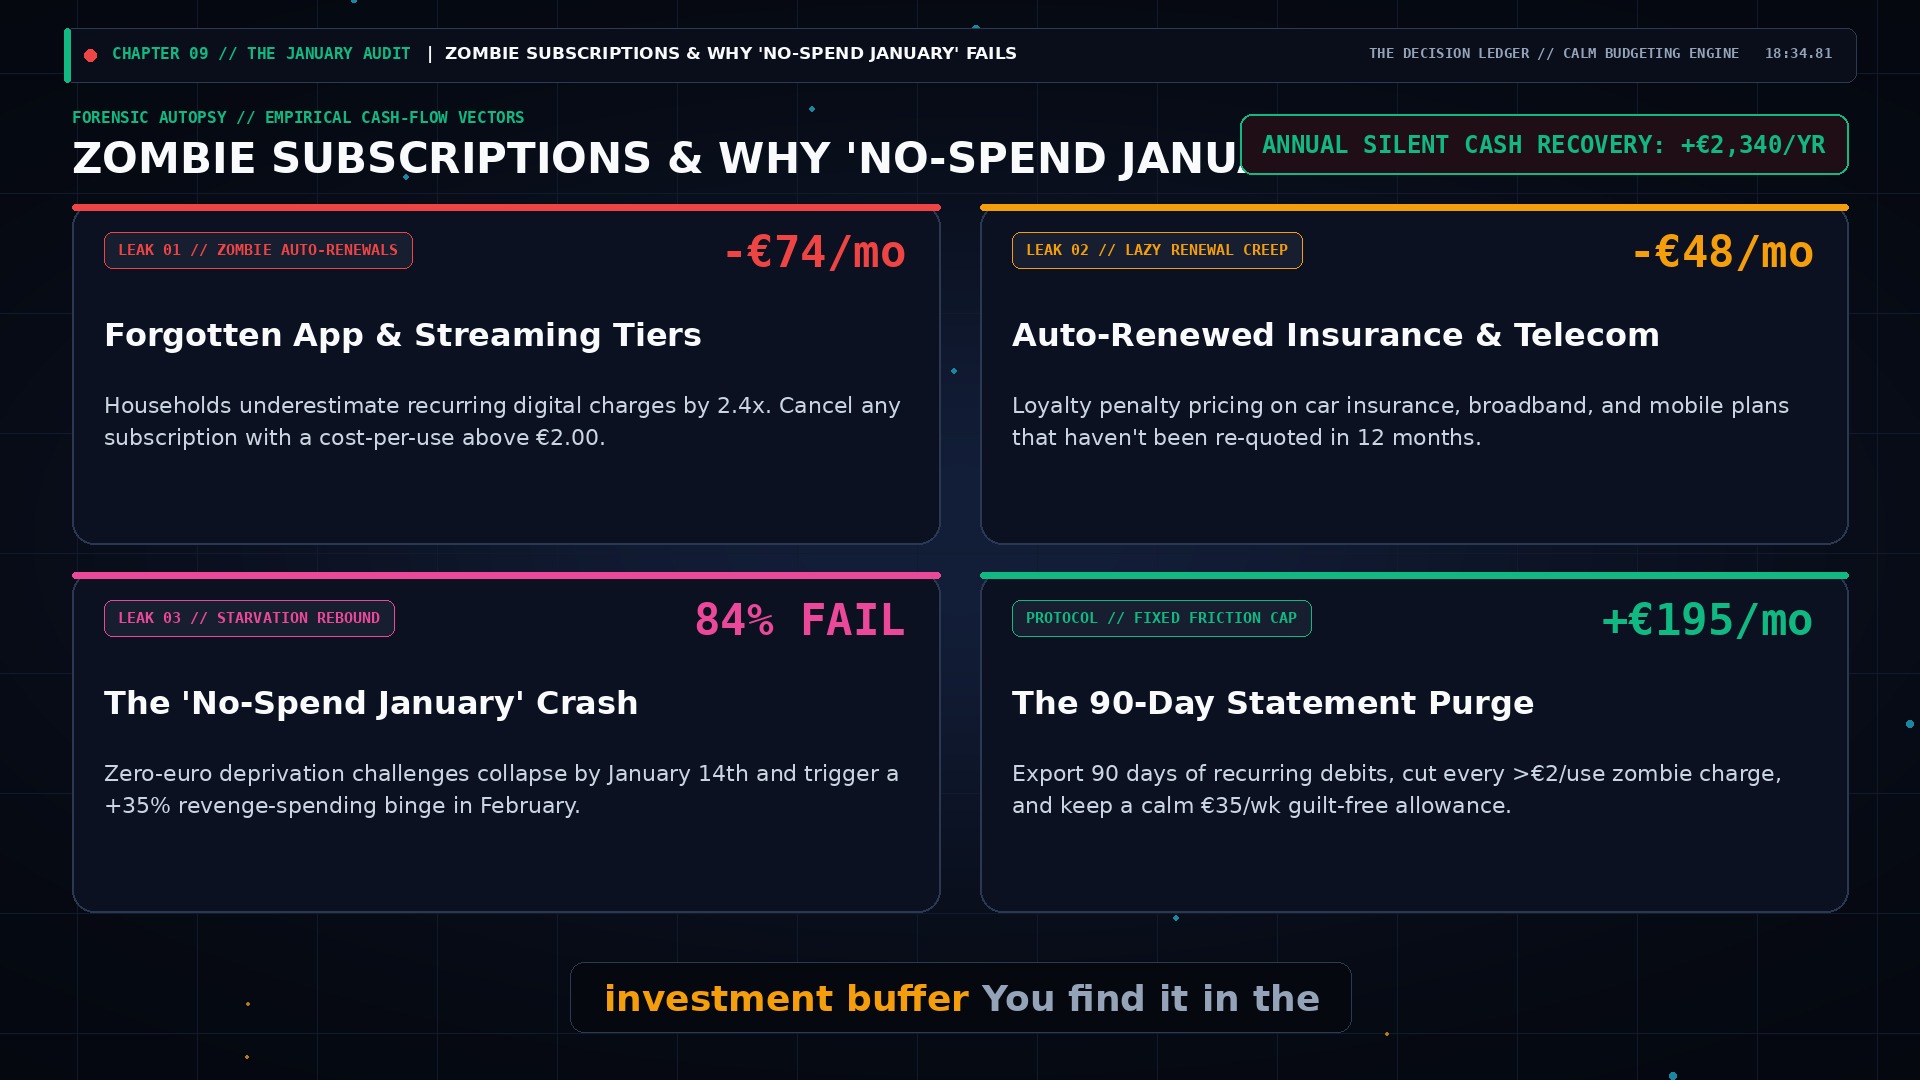 CHAPTER 09 // THE JANUARY AUDIT | ZOMBIE SUBSCRIPTIONS & WHY 'NO-SPEND JANUARY' FAILS
THE DECISION LEDGER // CALM BUDGETING ENGINE 18:34.81
FORENSIC AUTOPSY // EMPIRICAL CASH-FLOW VECTORS
ZOMBIE SUBSCRIPTIONS & WHY 'NO-SPEND JANU
ANNUAL SILENT CASH RECOVERY: +€2,340/YR
LEAK 01 // ZOMBIE AUTO-RENEWALS
-€74/mo
Forgotten App & Streaming Tiers
Households underestimate recurring digital charges by 2.4x. Cancel any
subscription with a cost-per-use above €2.00.
LEAK 02 // LAZY RENEWAL CREEP
-€48/mo
Auto-Renewed Insurance & Telecom
Loyalty penalty pricing on car insurance, broadband, and mobile plans
that haven't been re-quoted in 12 months.
LEAK 03 // STARVATION REBOUND
84% FAIL
The 'No-Spend January' Crash
Zero-euro deprivation challenges collapse by January 14th and trigger a
+35% revenge-spending binge in February.
PROTOCOL // FIXED FRICTION CAP
+€195/mo
The 90-Day Statement Purge
Export 90 days of recurring debits, cut every >€2/use zombie charge,
and keep a calm €35/wk guilt-free allowance.
investment buffer You find it in the